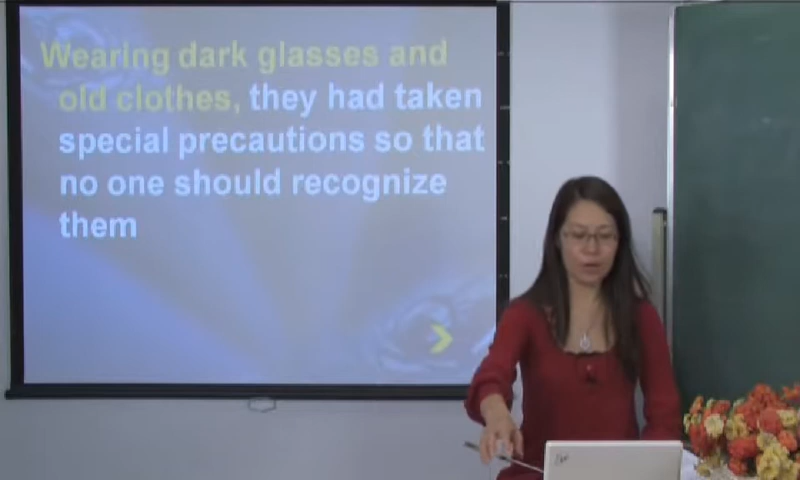 Wearing dark glasses and
old clothes, they had taken
special precautions so that
no one should recognize
them